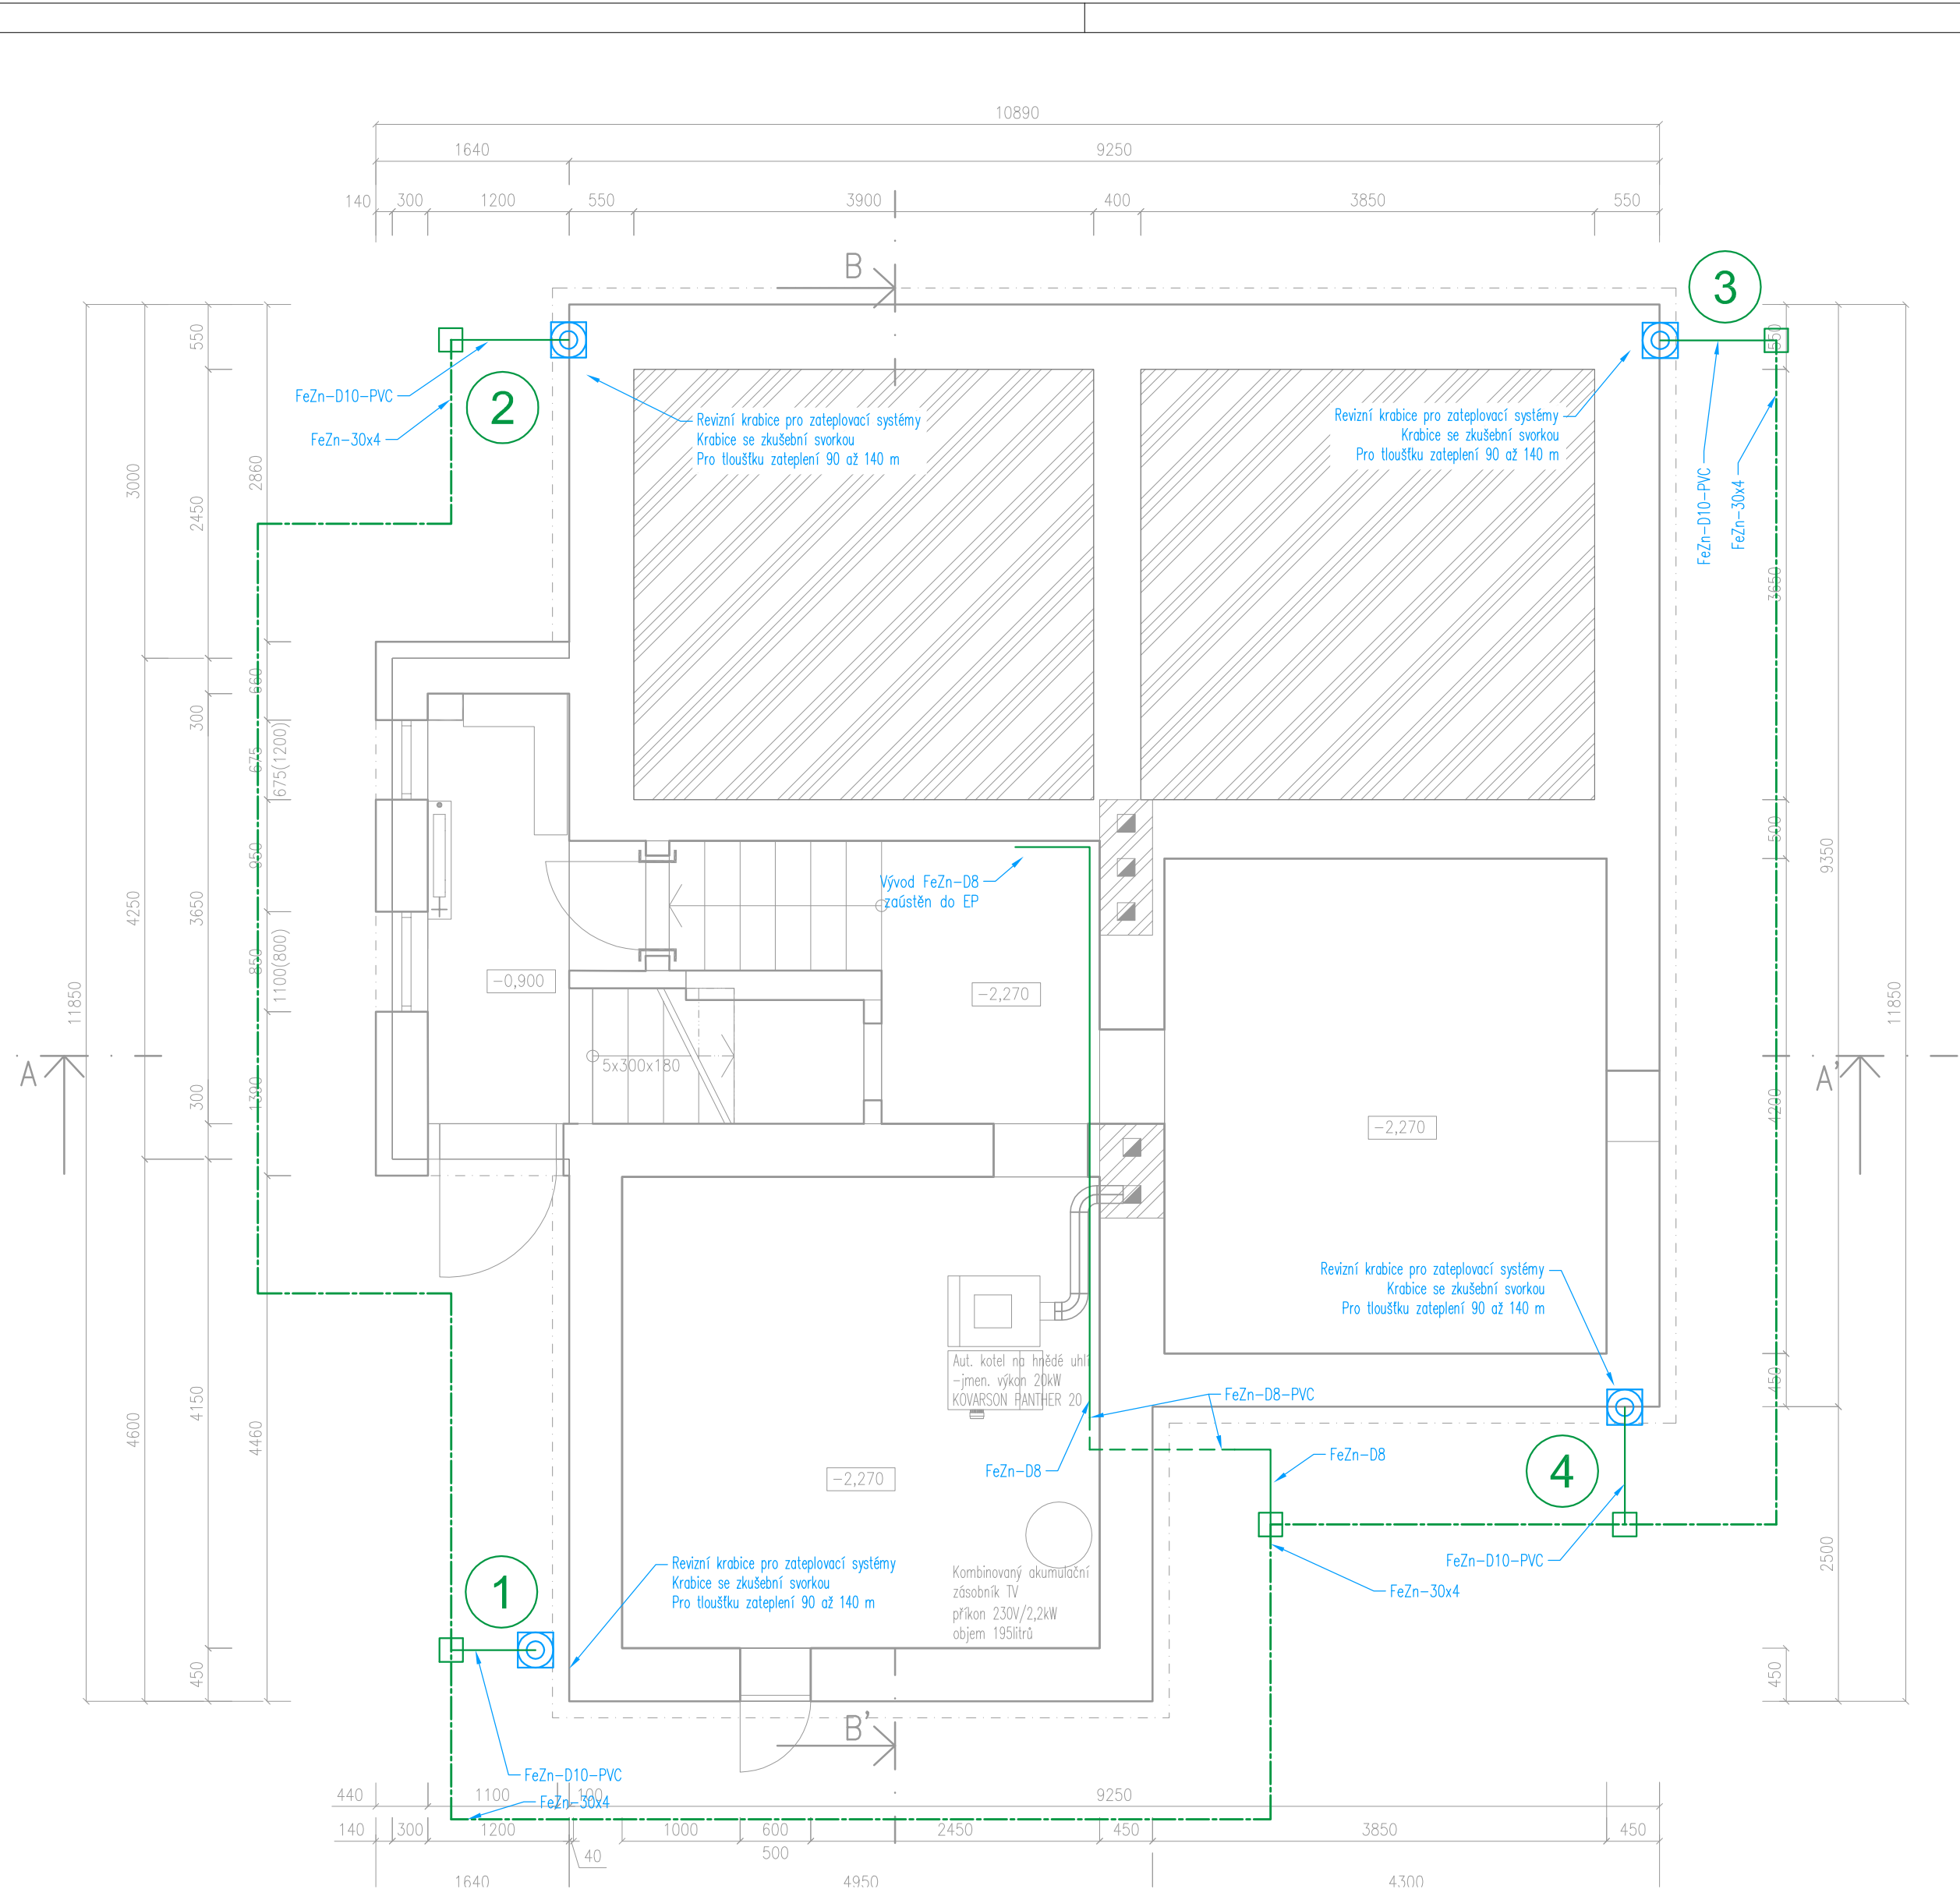 10890
1640
9250
140
300
1200
550
3900
400
3850
550
B
3
2
FeZn-D10-PVC
FeZn-30x4
Revizní krabice pro zateplovací systémy
Krabice se zkušební svorkou
Pro tloušťku zateplení 90 až 140 m
Revizní krabice pro zateplovací systémy
Krabice se zkušební svorkou
Pro tloušťku zateplení 90 až 140 m
FeZn-D10-PVC
FeZn-30x4
550
2450
300
3650
300
4150
450
3000
4250
4600
11850
2860
660
675
675(1200)
950
850
1100(800)
1300
4460
550
3650
500
4200
450
450
9350
2500
11850
Vývod FeZn-D8
zaústěn do EP
-0,900
-2,270
5x300x180
A
A'
-2,270
Revizní krabice pro zateplovací systémy
Krabice se zkušební svorkou
Pro tloušťku zateplení 90 až 140 m
Aut. kotel na hnědé uhlí
-jmen. výkon 20kW
KOVARSON PANTHER 20
FeZn-D8-PVC
FeZn-D8
FeZn-D8
4
-2,270
FeZn-D10-PVC
FeZn-30x4
1
Revizní krabice pro zateplovací systémy
Krabice se zkušební svorkou
Pro tloušťku zateplení 90 až 140 m
Kombinovaný akumulační
zásobník TV
příkon 230V/2,2kW
objem 195litrů
B'
FeZn-D10-PVC
FeZn-30x4
440
1100
100
9250
140
300
1200
40
1000
600
500
2450
450
3850
450
1640
4950
4300